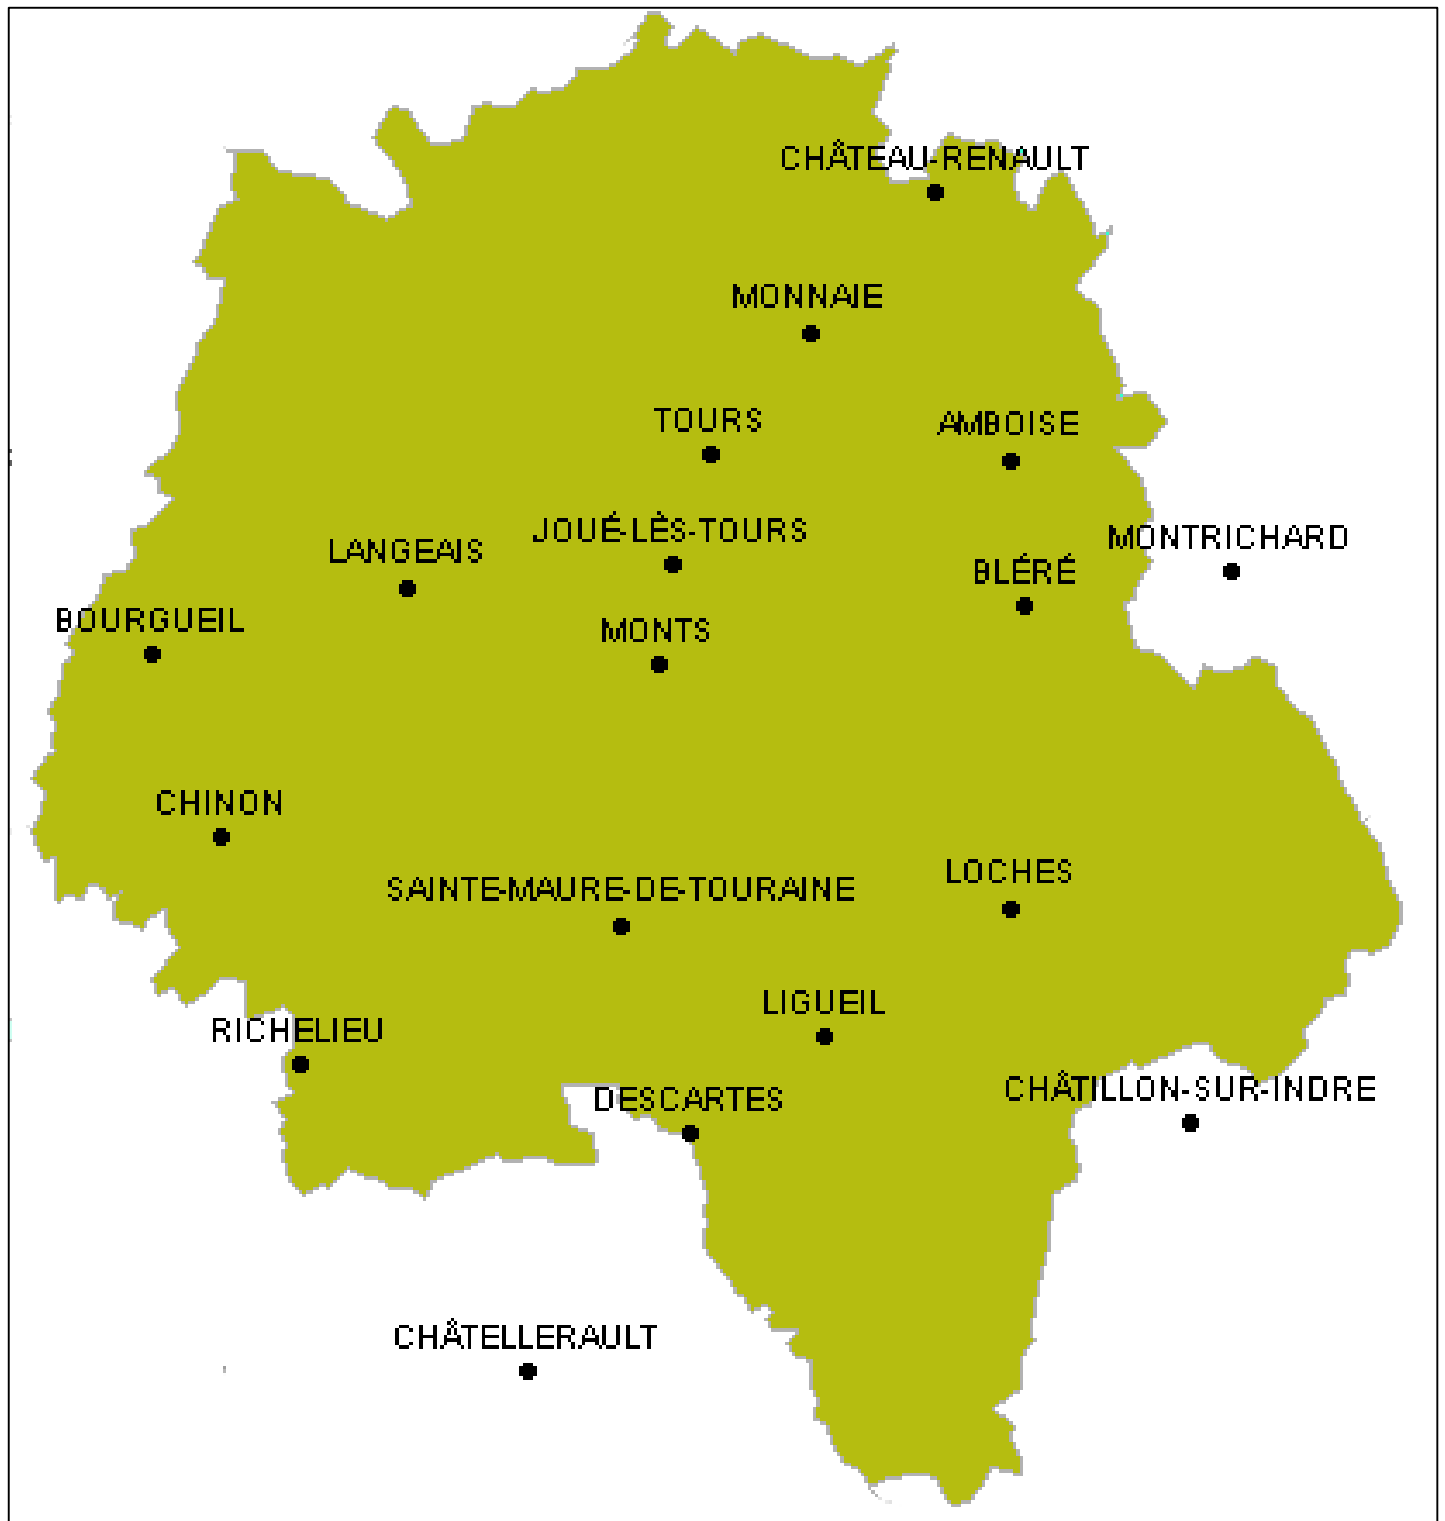 CHÂTEAU-RENAULT
MONNAIE
TOURS
AMBOISE
JOUÉ-LÈS-TOURS
MONTRICHARD
LANGEAIS
BLÉRÉ
BOURGUEIL
MONTS
CHINON
LOCHES
SAINTE-MAURE-DE-TOURAINE
LIGUEIL
RICHELIEU
CHÂTILLON-SUR-INDRE
DESCARTES
CHÂTELLERAULT